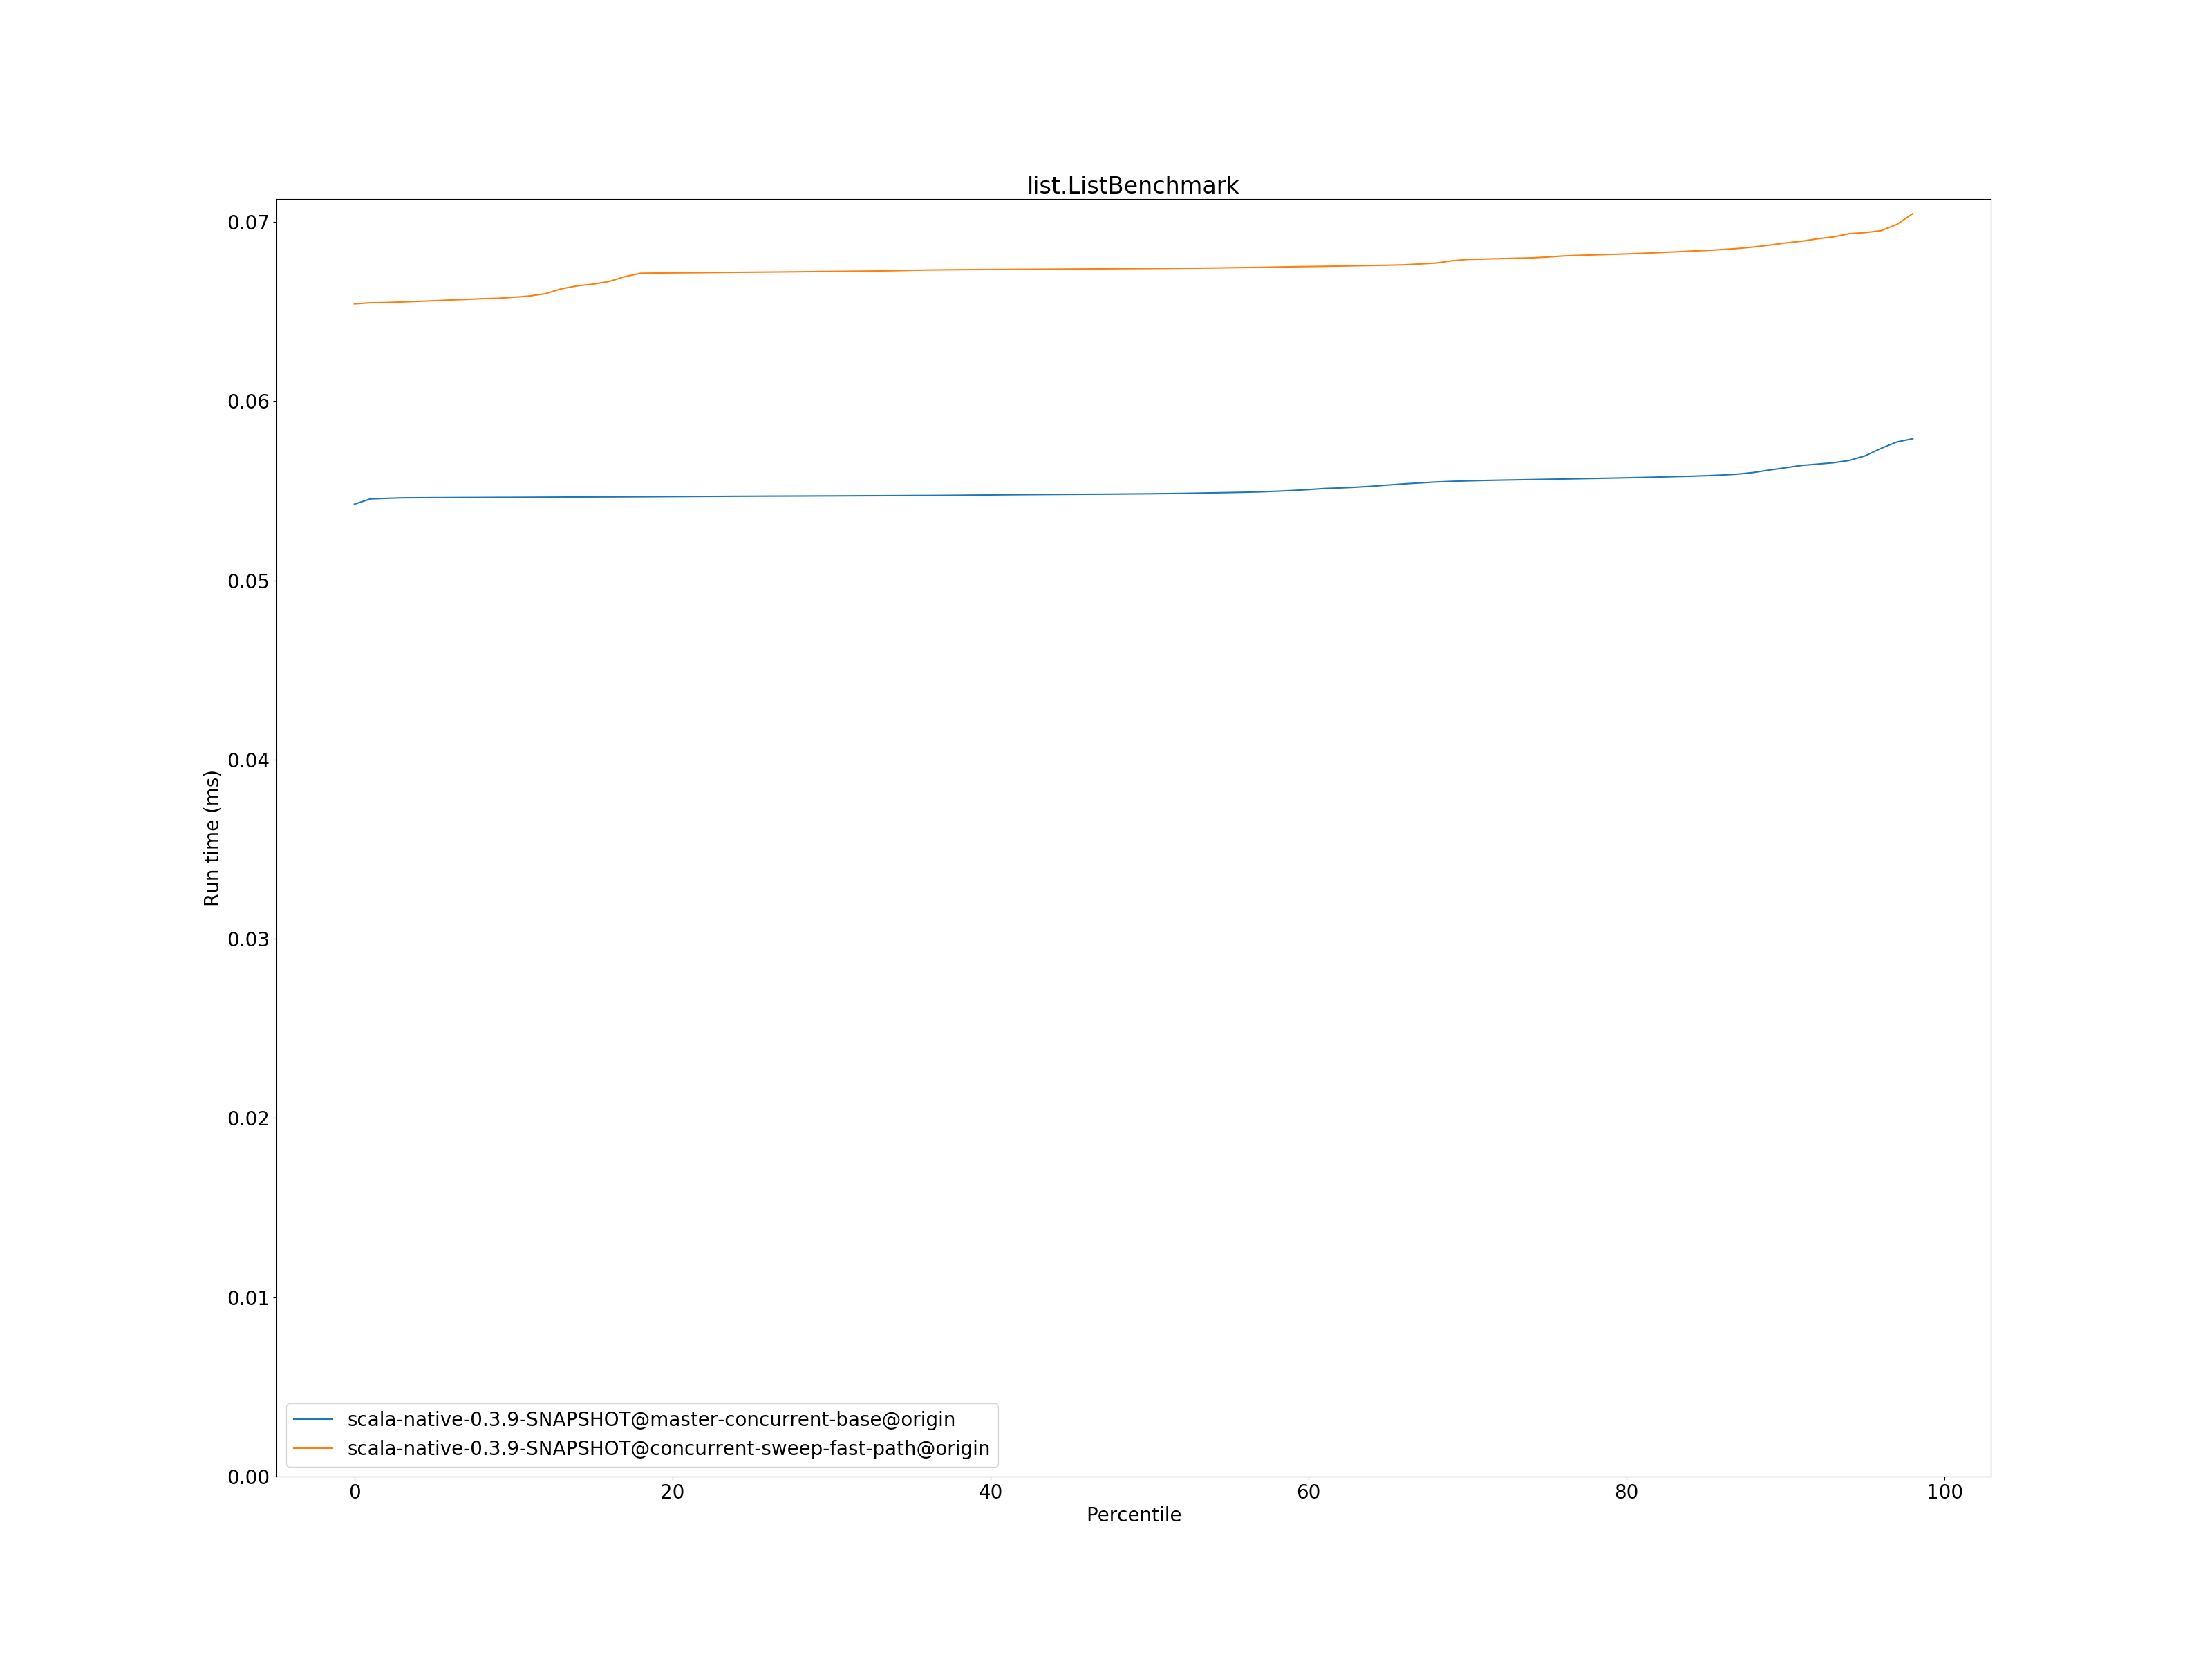 list.ListBenchmark
0.07
0.06
0.05
0.04
0.03
0.02
0.01
0.00
Run time (ms)
scala-native-0.3.9-SNAPSHOT@master-concurrent-base@origin
scala-native-0.3.9-SNAPSHOT@concurrent-sweep-fast-path@origin
0 20 40 60 80 100
Percentile